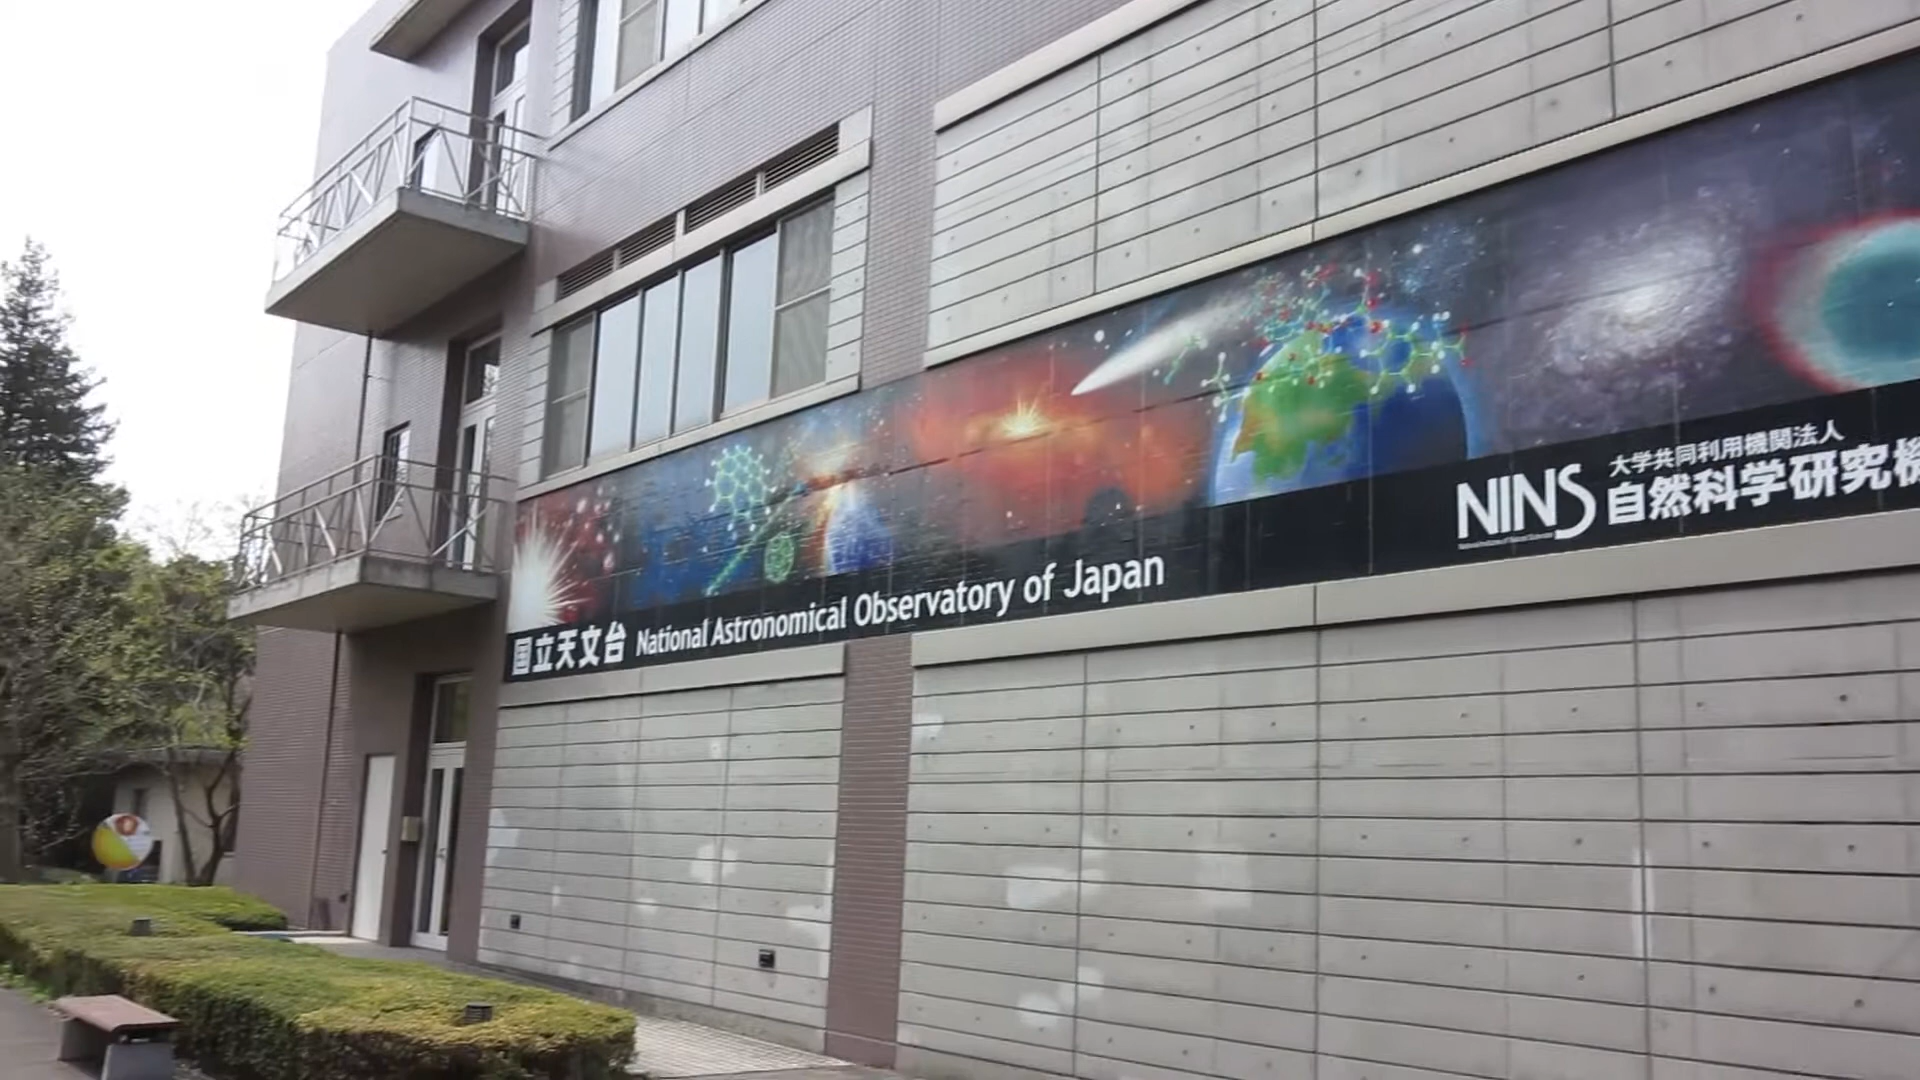 国立天文台 National Astronomical Observatory of Japan
NINS
大学共同利用機関法人
自然科学研究機